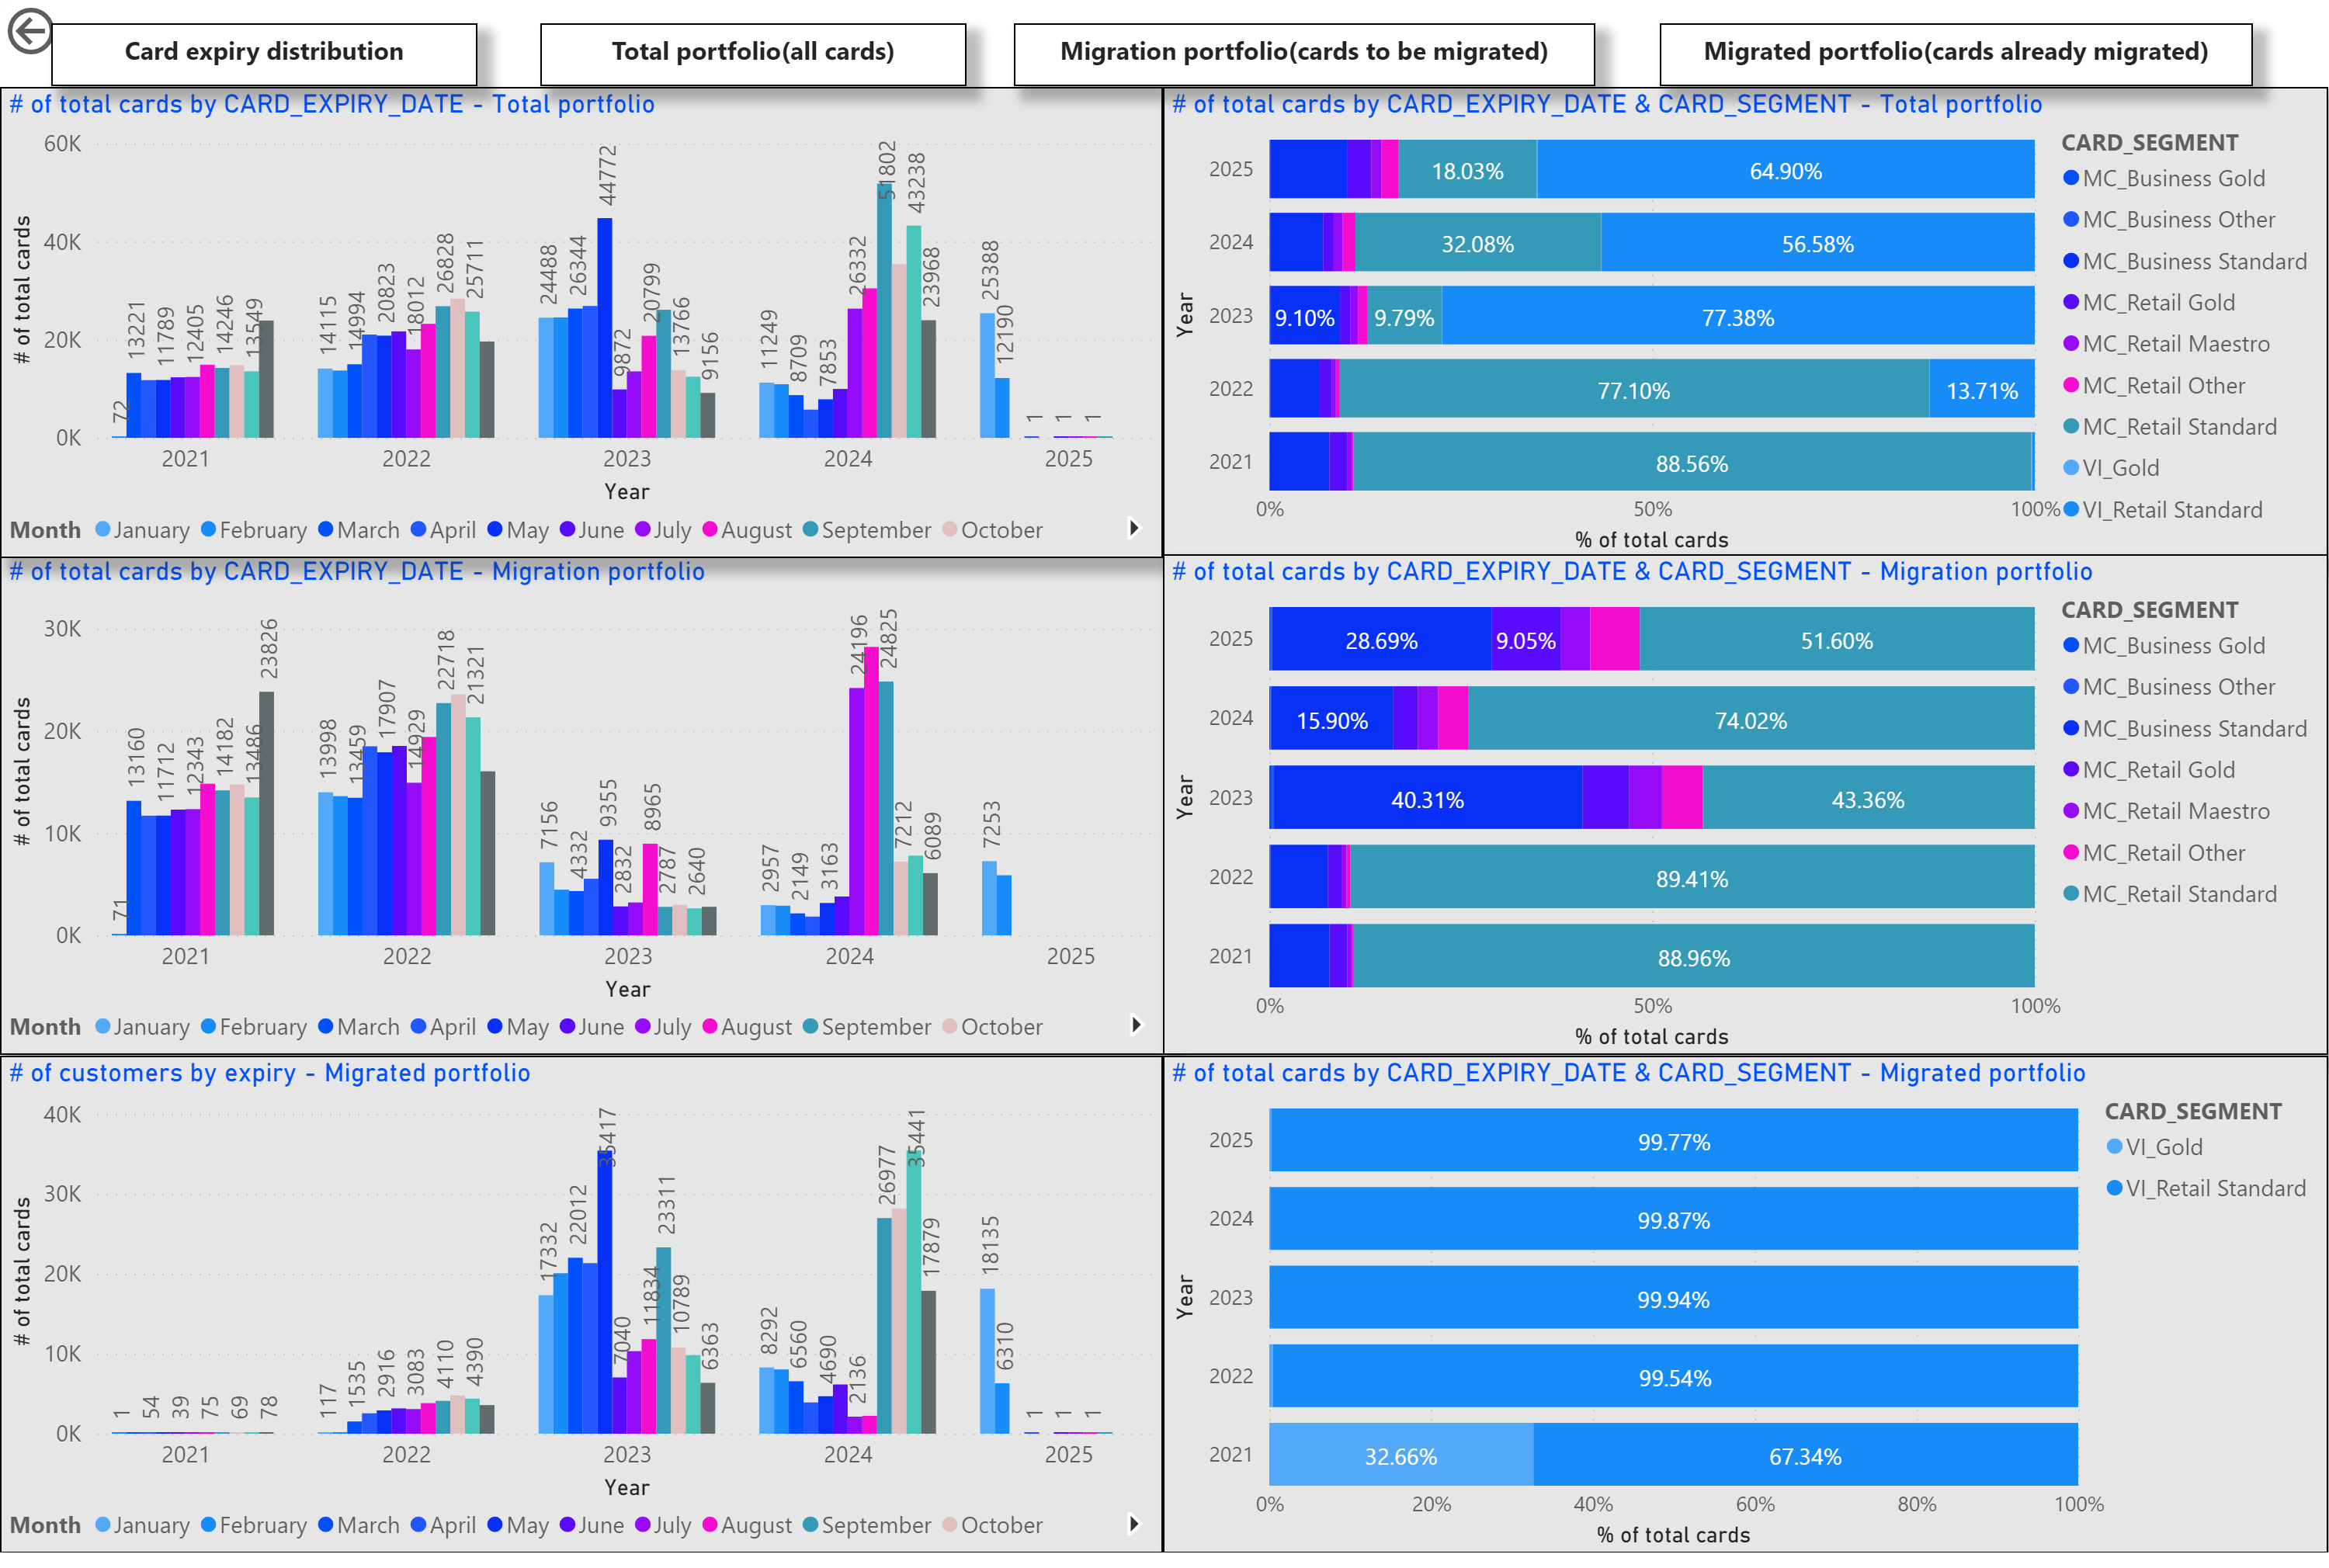 Card expiry distribution
Total portfolio(all cards)
Migration portfolio(cards to be migrated)
Migrated portfolio(cards already migrated)
# of total cards by CARD_EXPIRY_DATE - Total portfolio
# of total cards
60K
40K
20K
0K
72
13221
11789
12405
14246
13549
14115
14994
20823
18012
26828
25711
24488
26344
44772
9872
20799
13766
9156
11249
8709
7853
26332
51802
43238
23968
25388
12190
1
1
1
2021
2022
2023
2024
2025
Year
Month January February March April May June July August September October
# of total cards by CARD_EXPIRY_DATE & CARD_SEGMENT - Total portfolio
Year
2025
18.03%
64.90%
2024
32.08%
56.58%
2023
9.10%
9.79%
77.38%
2022
77.10%
13.71%
2021
88.56%
0%
50%
100%
% of total cards
CARD_SEGMENT
MC_Business Gold
MC_Business Other
MC_Business Standard
MC_Retail Gold
MC_Retail Maestro
MC_Retail Other
MC_Retail Standard
VI_Gold
VI_Retail Standard
# of total cards by CARD_EXPIRY_DATE - Migration portfolio
# of total cards
30K
20K
10K
0K
71
13160
11712
12343
14182
13486
23826
13998
13459
17907
14929
22718
21321
7156
4332
9355
2832
8965
2787
2640
2957
2149
3163
24196
24825
7212
6089
7253
2021
2022
2023
2024
2025
Year
Month January February March April May June July August September October
# of total cards by CARD_EXPIRY_DATE & CARD_SEGMENT - Migration portfolio
Year
2025
28.69%
9.05%
51.60%
2024
15.90%
74.02%
2023
40.31%
43.36%
2022
89.41%
2021
88.96%
0%
50%
100%
% of total cards
CARD_SEGMENT
MC_Business Gold
MC_Business Other
MC_Business Standard
MC_Retail Gold
MC_Retail Maestro
MC_Retail Other
MC_Retail Standard
# of customers by expiry - Migrated portfolio
# of total cards
40K
30K
20K
10K
0K
1
54
39
75
69
78
117
1535
2916
3083
4110
4390
17332
22012
35417
7040
11834
23311
10789
6363
8292
6560
4690
2136
26977
35441
17879
18135
6310
1
1
1
2021
2022
2023
2024
2025
Year
Month January February March April May June July August September October
# of total cards by CARD_EXPIRY_DATE & CARD_SEGMENT - Migrated portfolio
Year
2025
99.77%
2024
99.87%
2023
99.94%
2022
99.54%
2021
32.66%
67.34%
0%
20%
40%
60%
80%
100%
% of total cards
CARD_SEGMENT
VI_Gold
VI_Retail Standard